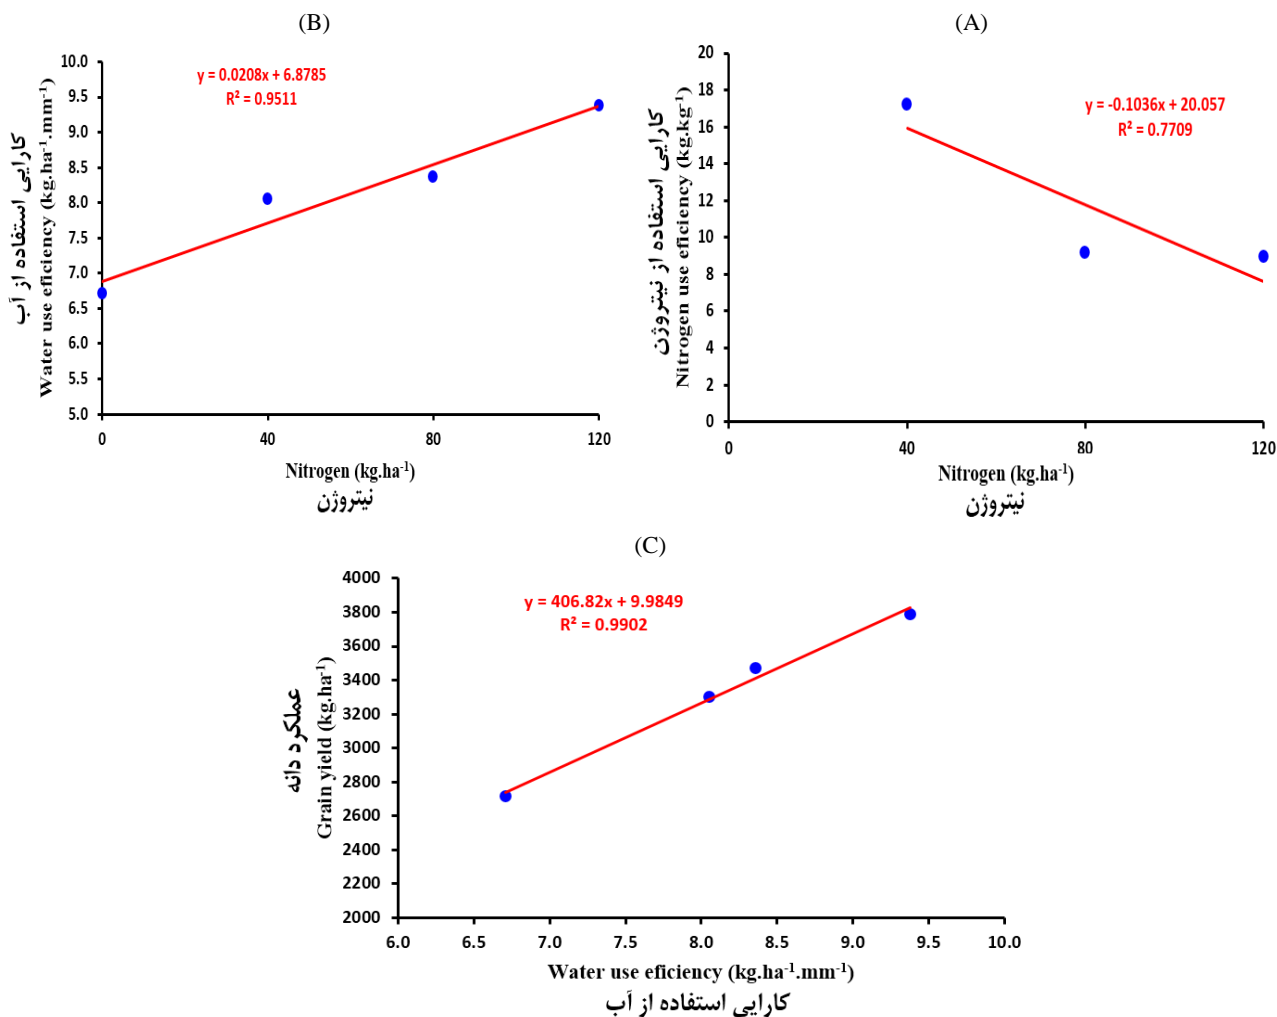 (B)
y = 0.0208x + 6.8785
R² = 0.9511
10.0
9.5
9.0
8.5
8.0
7.5
7.0
6.5
6.0
5.5
5.0
0
40
80
120
کارایی استفاده از آب
Water use eficiency (kg.ha⁻¹.mm⁻¹)
Nitrogen (kg.ha⁻¹)
نیتروژن
(A)
y = -0.1036x + 20.057
R² = 0.7709
20
18
16
14
12
10
8
6
4
2
0
0
40
80
120
کارایی استفاده از نیتروژن
Nitrogen use eficiency (kg.kg⁻¹)
Nitrogen (kg.ha⁻¹)
نیتروژن
(C)
y = 406.82x + 9.9849
R² = 0.9902
4000
3800
3600
3400
3200
3000
2800
2600
2400
2200
2000
6.0
6.5
7.0
7.5
8.0
8.5
9.0
9.5
10.0
عملکرد دانه
Grain yield (kg.ha⁻¹)
Water use eficiency (kg.ha⁻¹.mm⁻¹)
کارایی استفاده از آب